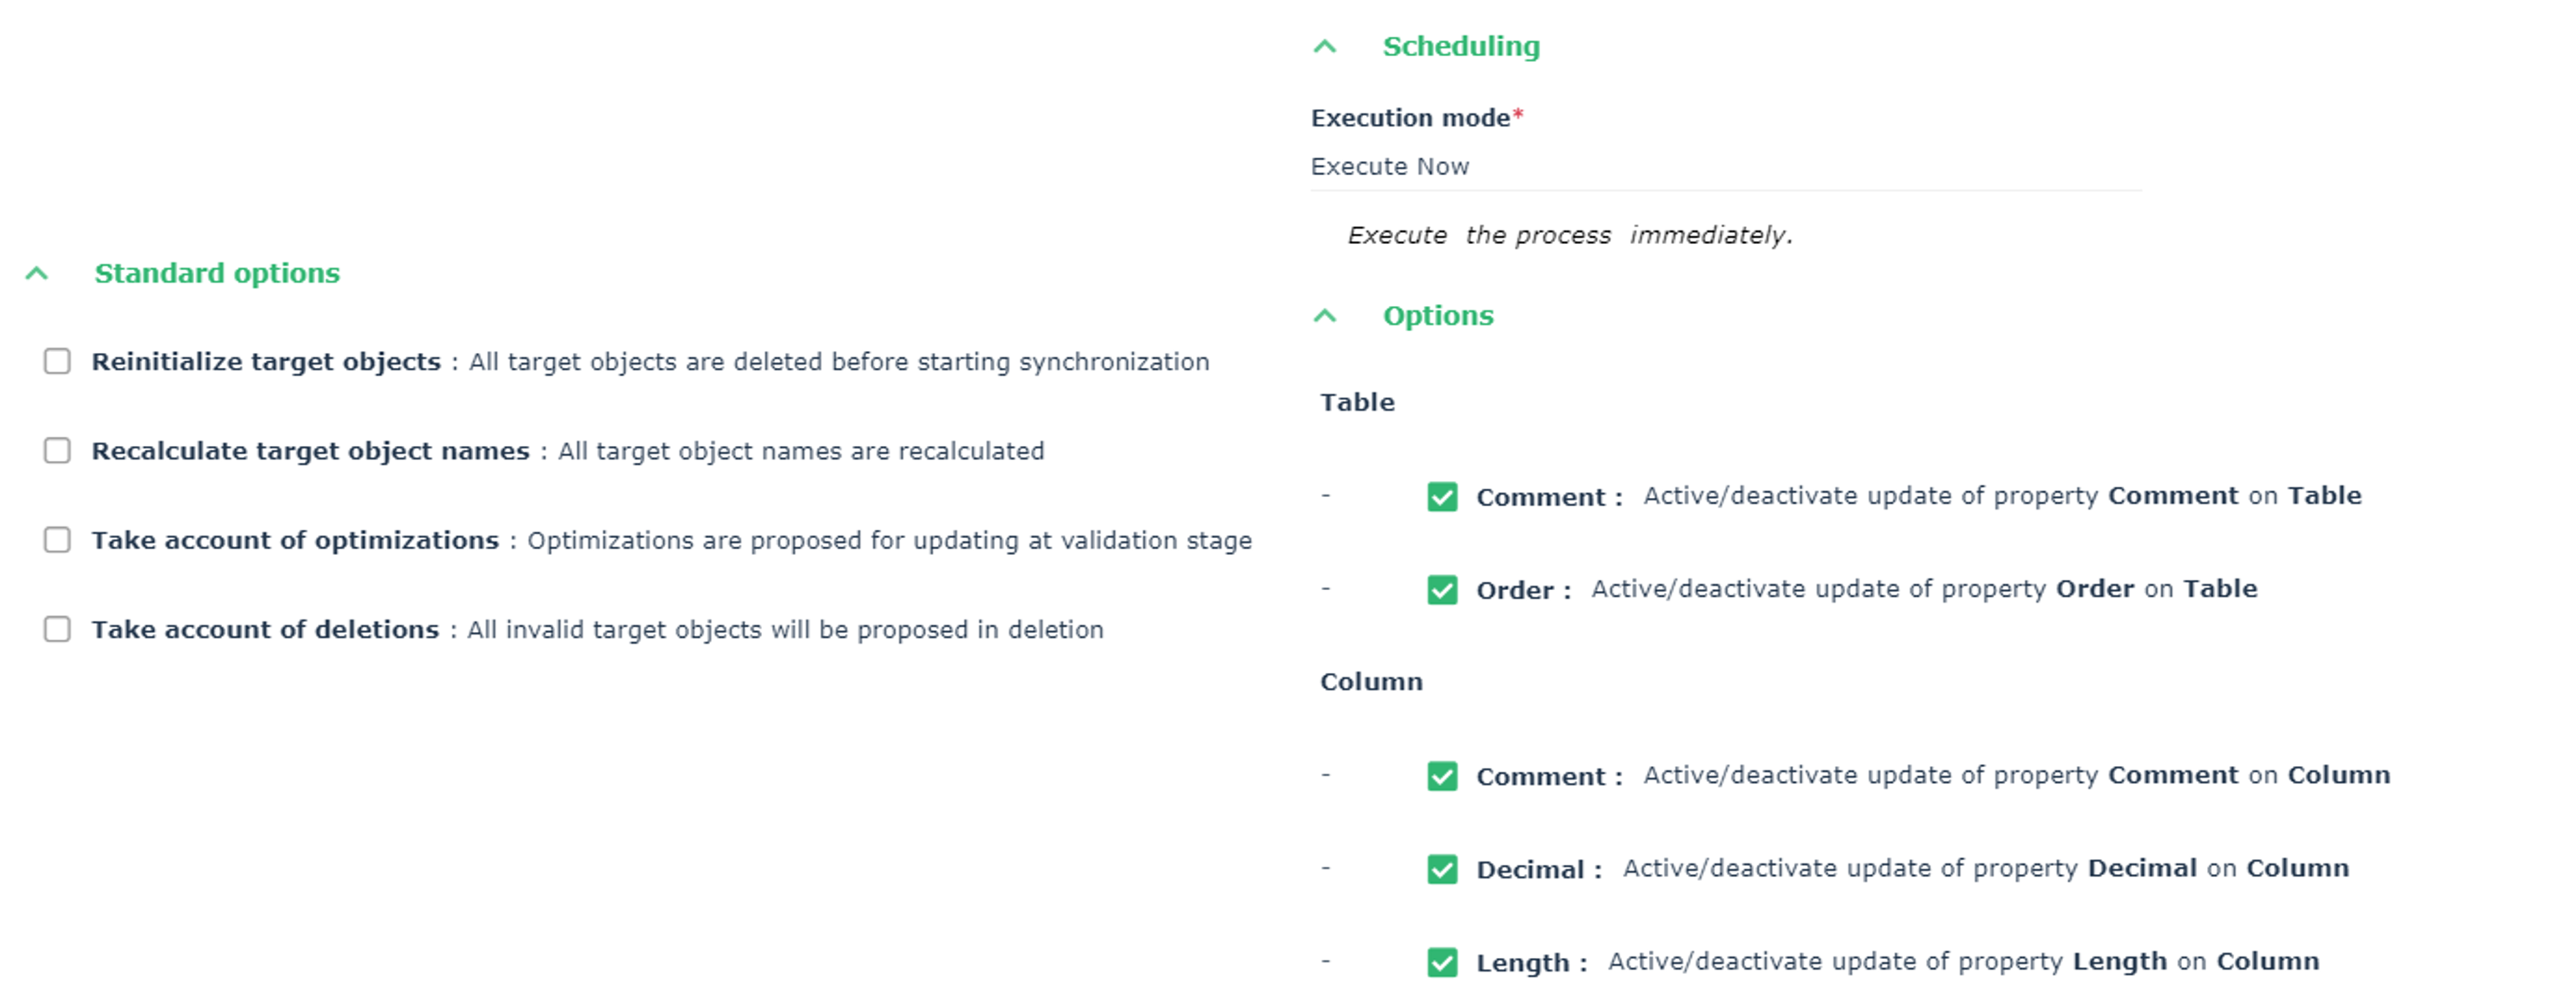 Standard options
Reinitialize target objects : All target objects are deleted before starting synchronization
Recalculate target object names : All target object names are recalculated
Take account of optimizations : Optimizations are proposed for updating at validation stage
Take account of deletions : All invalid target objects will be proposed in deletion
Scheduling
Execution mode*
Execute Now
Execute the process immediately.
Options
Table
- Comment : Active/deactivate update of property Comment on Table
- Order : Active/deactivate update of property Order on Table
Column
- Comment : Active/deactivate update of property Comment on Column
- Decimal : Active/deactivate update of property Decimal on Column
- Length : Active/deactivate update of property Length on Column